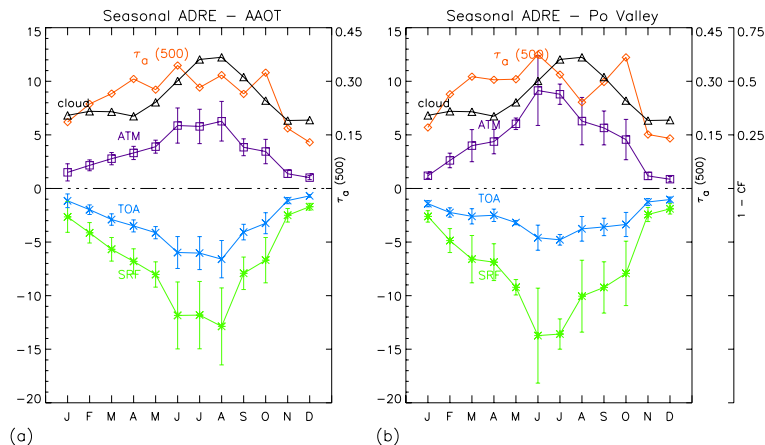 Seasonal ADRE − AAOT
15
10
5
0
−5
−10
−15
−20
τa (500)
cloud
ATM
TOA
SRF
0.45
0.30
0.15
τa (500)
J F M A M J J A S O N D
(a)
Seasonal ADRE − Po Valley
15
10
5
0
−5
−10
−15
−20
τa (500)
cloud
ATM
TOA
SRF
0.45
0.30
0.15
τa (500)
0.75
0.50
0.25
1 − CF
J F M A M J J A S O N D
(b)